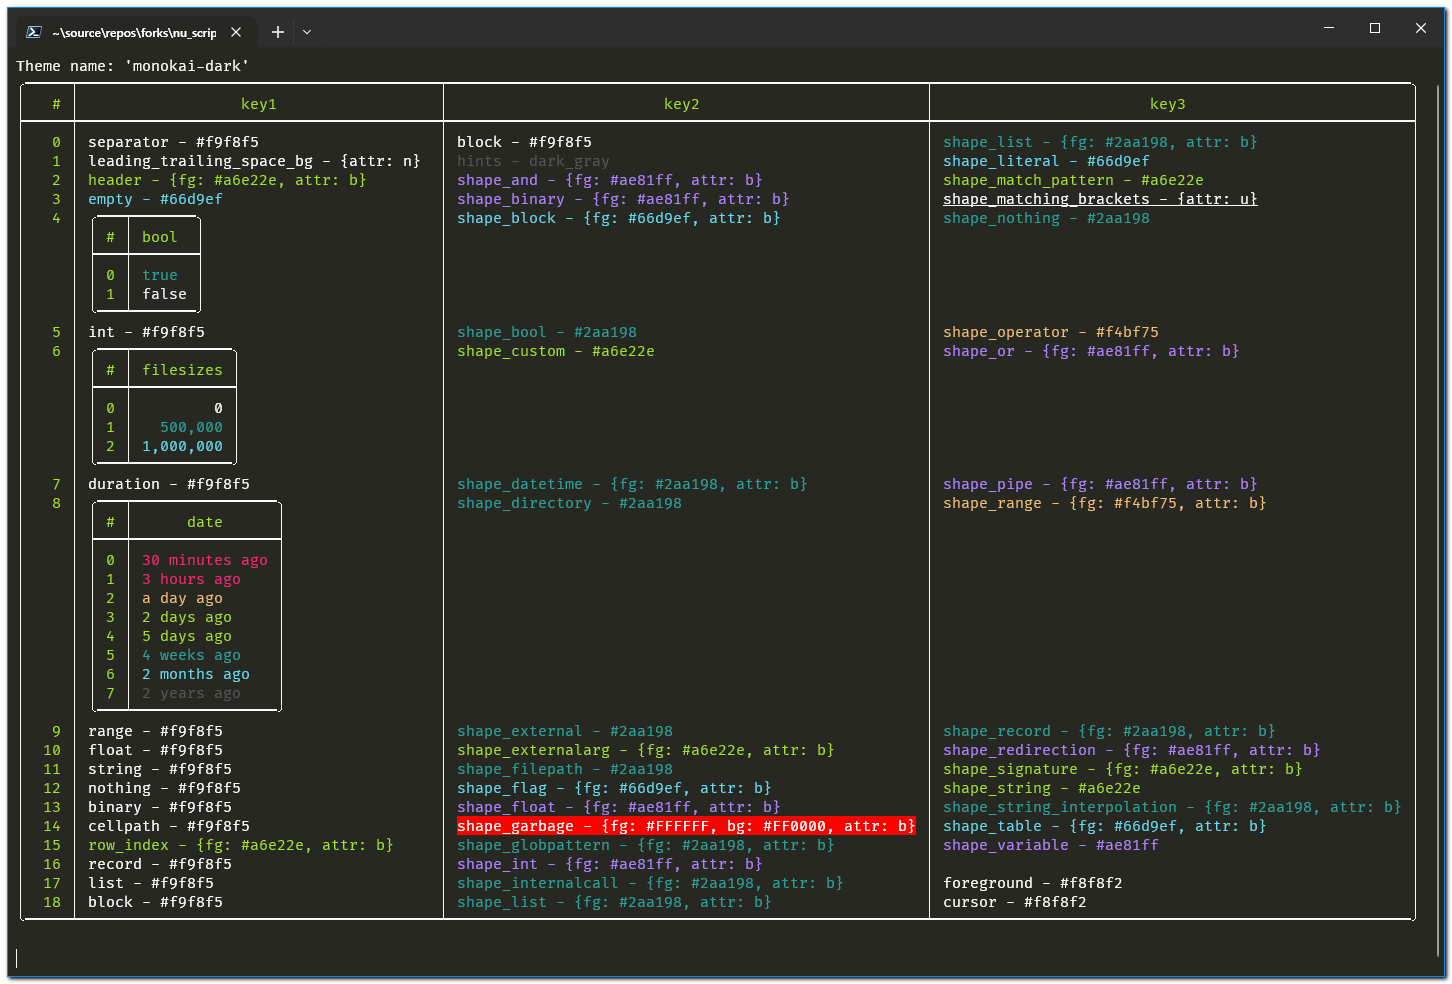 ~\source\repos\forks\nu_scrip
Theme name: 'monokai-dark'
# key1 key2 key3
0 separator - #f9f8f5 block - #f9f8f5 shape_list - {fg: #2aa198, attr: b}
1 leading_trailing_space_bg - {attr: n} hints - dark_gray shape_literal - #66d9ef
2 header - {fg: #a6e22e, attr: b} shape_and - {fg: #ae81ff, attr: b} shape_match_pattern - #a6e22e
3 empty - #66d9ef shape_binary - {fg: #ae81ff, attr: b} shape_matching_brackets - {attr: u}
4 shape_block - {fg: #66d9ef, attr: b} shape_nothing - #2aa198
# bool
0 true
1 false
5 int - #f9f8f5 shape_bool - #2aa198 shape_operator - #f4bf75
6 shape_custom - #a6e22e shape_or - {fg: #ae81ff, attr: b}
# filesizes
0 0
1 500,000
2 1,000,000
7 duration - #f9f8f5 shape_datetime - {fg: #2aa198, attr: b} shape_pipe - {fg: #ae81ff, attr: b}
8 shape_directory - #2aa198 shape_range - {fg: #f4bf75, attr: b}
# date
0 30 minutes ago
1 3 hours ago
2 a day ago
3 2 days ago
4 5 days ago
5 4 weeks ago
6 2 months ago
7 2 years ago
9 range - #f9f8f5 shape_external - #2aa198 shape_record - {fg: #2aa198, attr: b}
10 float - #f9f8f5 shape_externalarg - {fg: #a6e22e, attr: b} shape_redirection - {fg: #ae81ff, attr: b}
11 string - #f9f8f5 shape_filepath - #2aa198 shape_signature - {fg: #a6e22e, attr: b}
12 nothing - #f9f8f5 shape_flag - {fg: #66d9ef, attr: b} shape_string - #a6e22e
13 binary - #f9f8f5 shape_float - {fg: #ae81ff, attr: b} shape_string_interpolation - {fg: #2aa198, attr: b}
14 cellpath - #f9f8f5 shape_garbage - {fg: #FFFFFF, bg: #FF0000, attr: b} shape_table - {fg: #66d9ef, attr: b}
15 row_index - {fg: #a6e22e, attr: b} shape_globpattern - {fg: #2aa198, attr: b} shape_variable - #ae81ff
16 record - #f9f8f5 shape_int - {fg: #ae81ff, attr: b}
17 list - #f9f8f5 shape_internalcall - {fg: #2aa198, attr: b} foreground - #f8f8f2
18 block - #f9f8f5 shape_list - {fg: #2aa198, attr: b} cursor - #f8f8f2